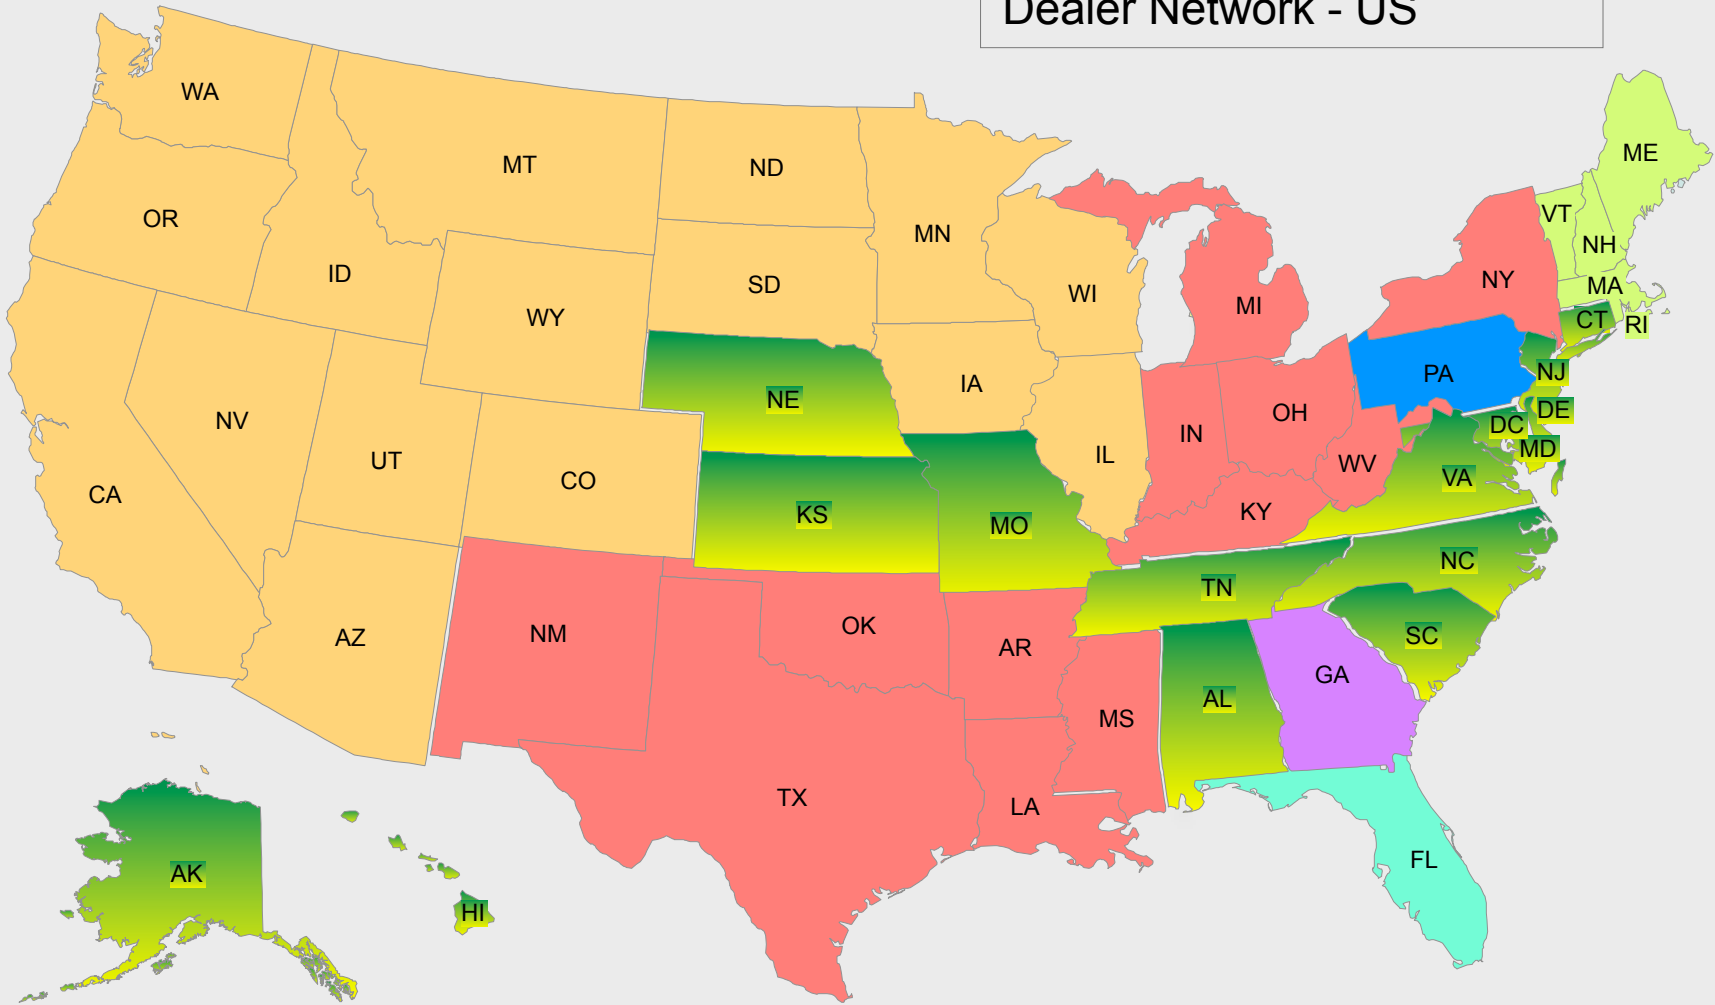 Dealer Network - US
WA
MT
ND
ME
OR
VT
MN
NH
ID
NY
SD
MA
WI
MI
WY
CT
RI
PA
NJ
IA
NE
OH
DE
NV
DC
IN
MD
IL
UT
WV
CO
VA
CA
KS
KY
MO
NC
TN
OK
NM
SC
AZ
AR
GA
AL
MS
TX
LA
FL
AK
HI